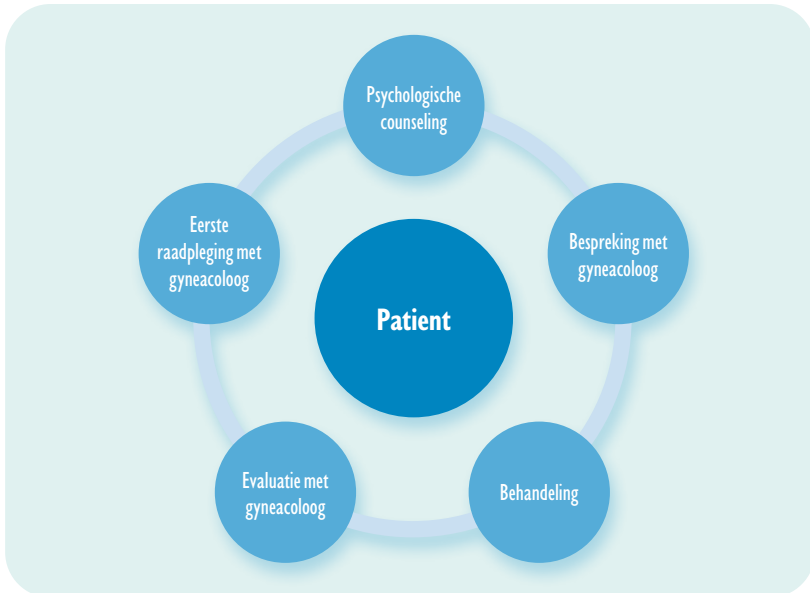 Psychologische
counseling
Eerste
raadpleging met
gyneacoloog
Bespreking met
gyneacoloog
Patient
Evaluatie met
gyneacoloog
Behandeling